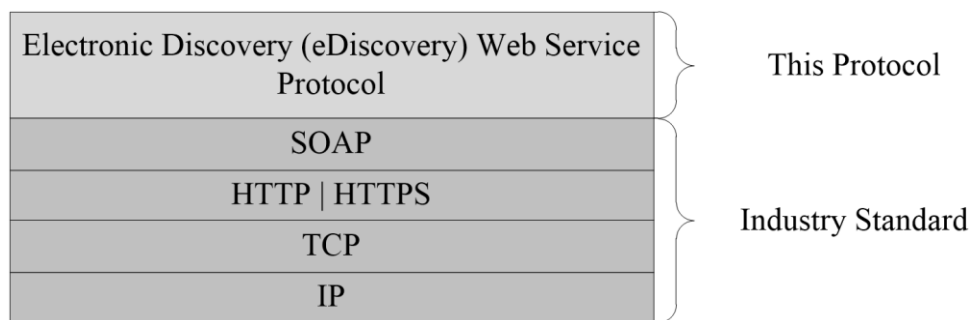 Electronic Discovery (eDiscovery) Web Service
Protocol
This Protocol
SOAP
HTTP | HTTPS
TCP
IP
Industry Standard